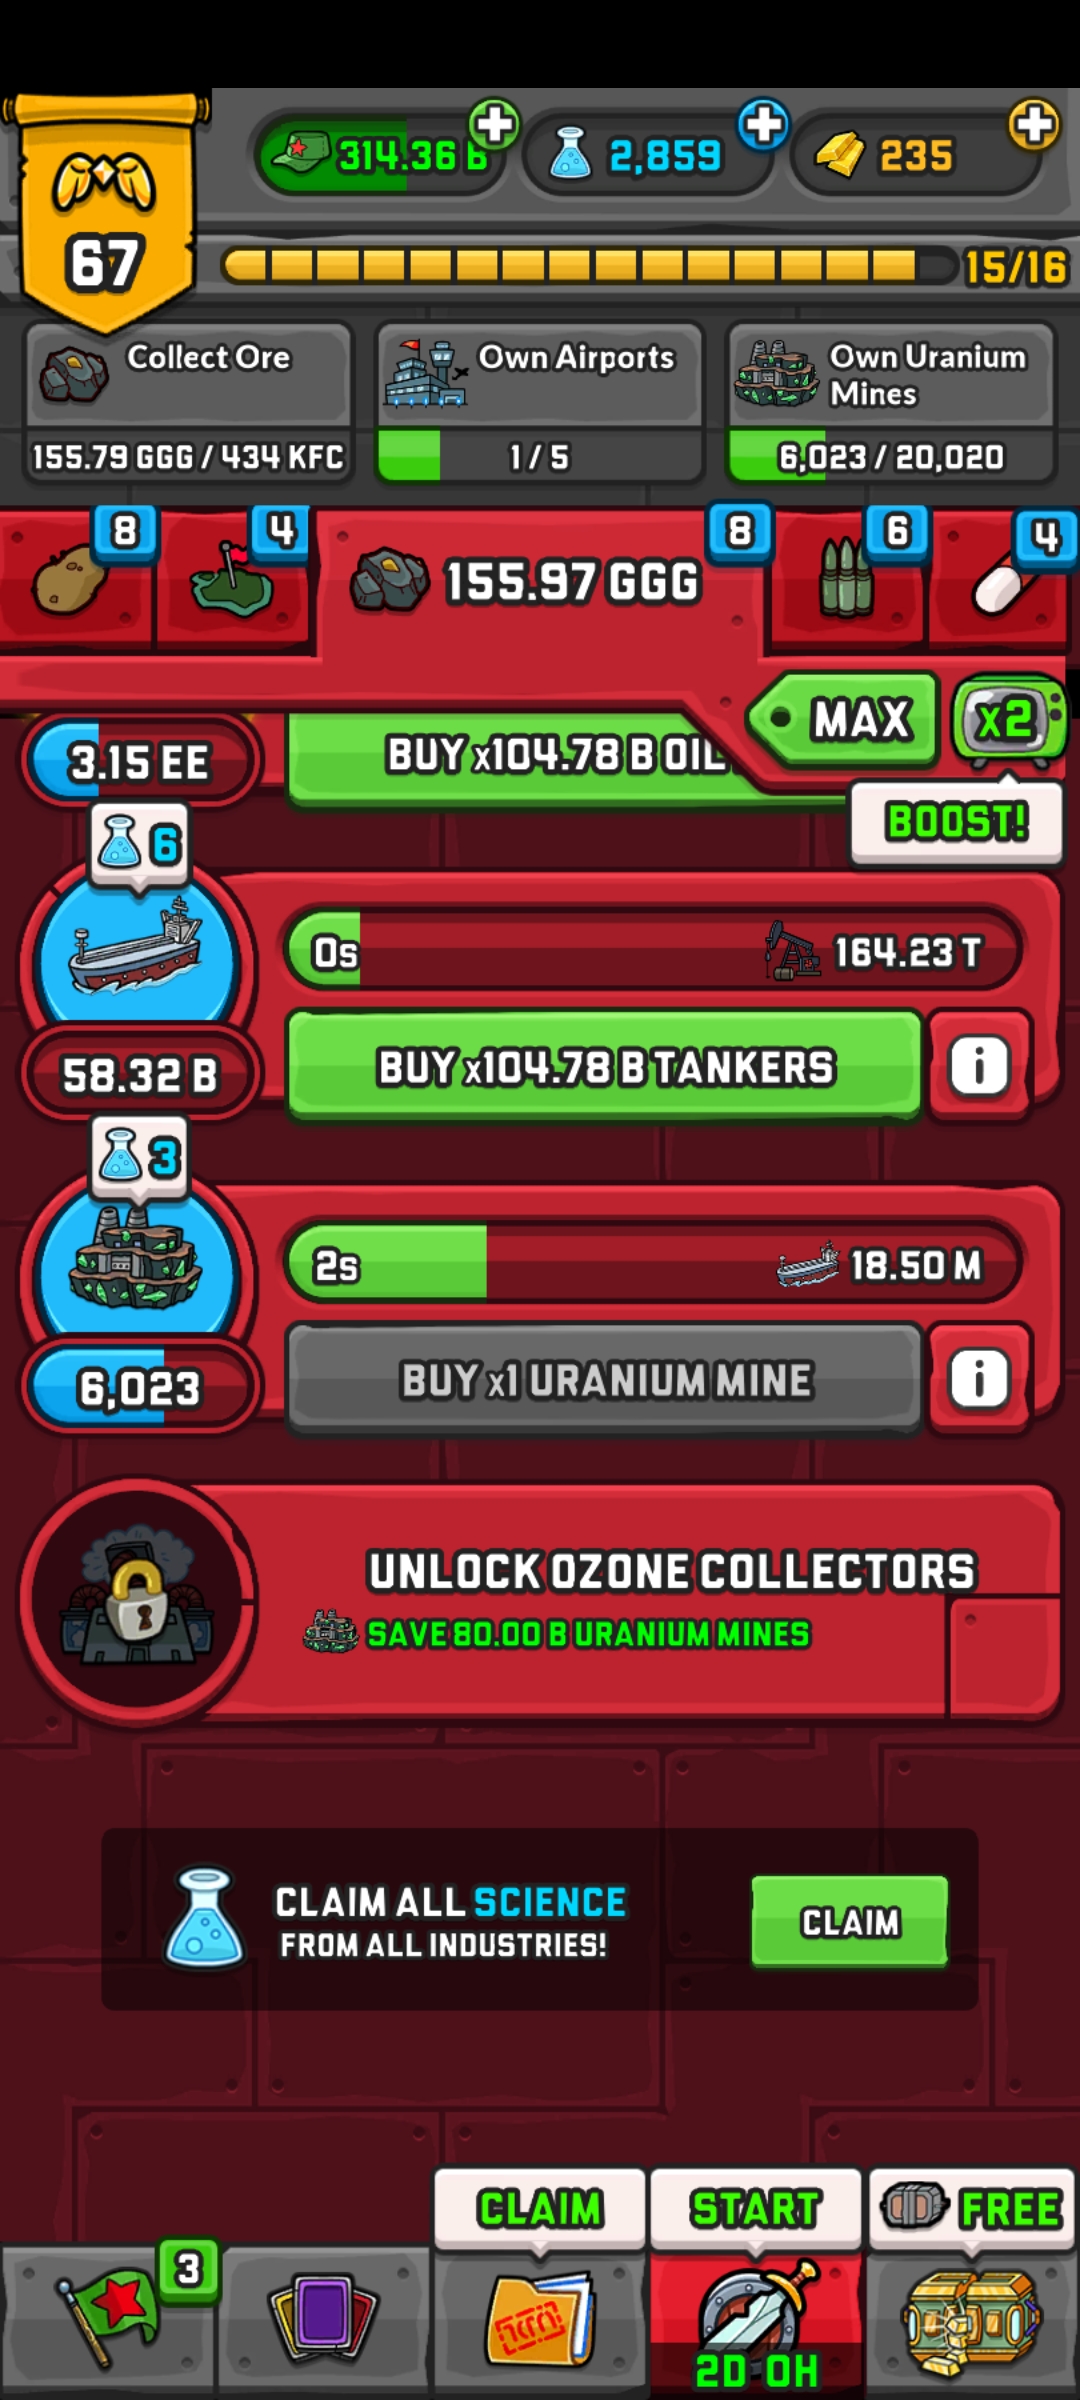 314.36 B
2,859
235
67
15/16
Collect Ore
155.79 GGG / 434 KFC
Own Airports
1 / 5
Own Uranium
Mines
6,023 / 20,020
8
4
155.97 GGG
8
6
4
MAX
x2
BOOST!
3.15 EE
BUY x104.78 B OIL
6
0s
164.23 T
58.32 B
BUY x104.78 B TANKERS
i
3
2s
18.50 M
6,023
BUY x1 URANIUM MINE
i
UNLOCK OZONE COLLECTORS
SAVE 80.00 B URANIUM MINES
CLAIM ALL SCIENCE
FROM ALL INDUSTRIES!
CLAIM
CLAIM
START
FREE
3
2D 0H